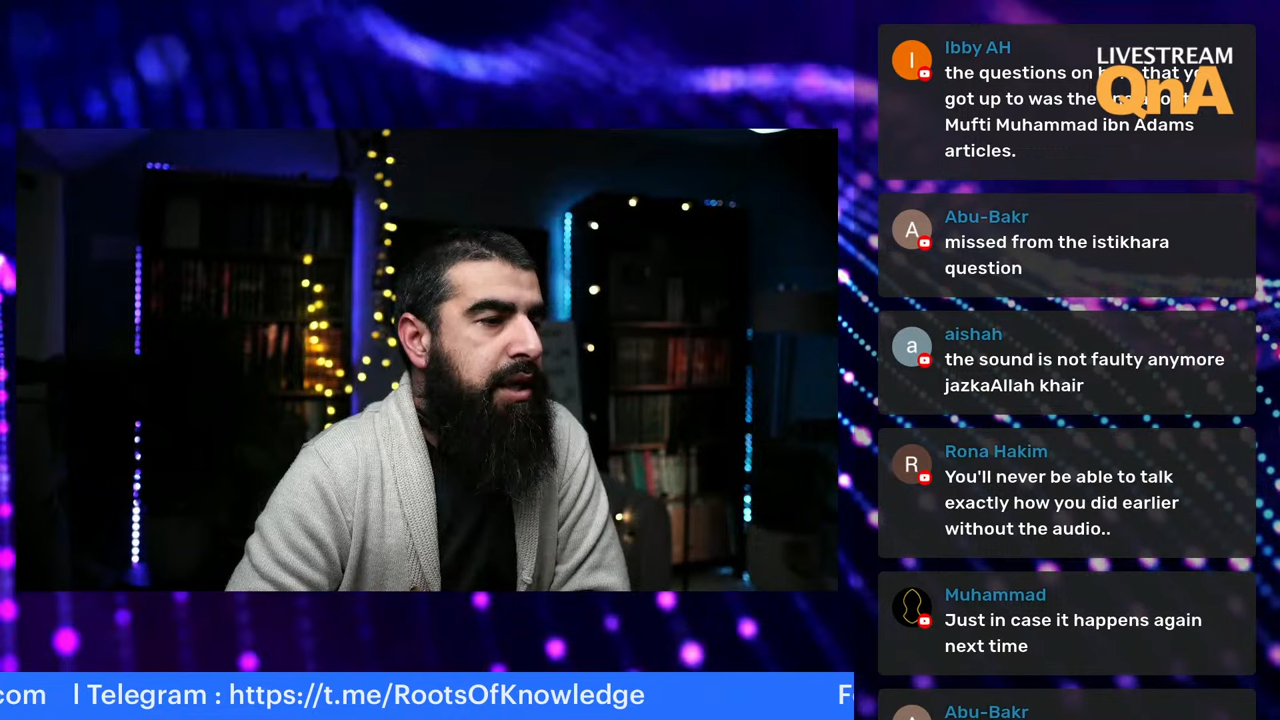 Ibby AH
the questions on that
got up to was the
Mufti Muhammad ibn Adams
articles.
LIVESTREAM
QnA
A
Abu-Bakr
missed from the istikhara
question
a
aishah
the sound is not faulty anymore
jazkaAllah khair
R
Rona Hakim
You'll never be able to talk
exactly how you did earlier
without the audio..
Muhammad
Just in case it happens again
next time
Abu-Bakr
com | Telegram : https://t.me/RootsOfKnowledge F